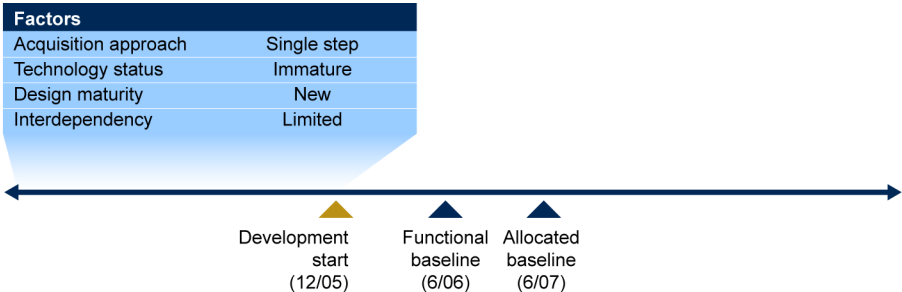 Factors
Acquisition approach Single step
Technology status Immature
Design maturity New
Interdependency Limited
Development Functional Allocated
start baseline baseline
(12/05) (6/06) (6/07)